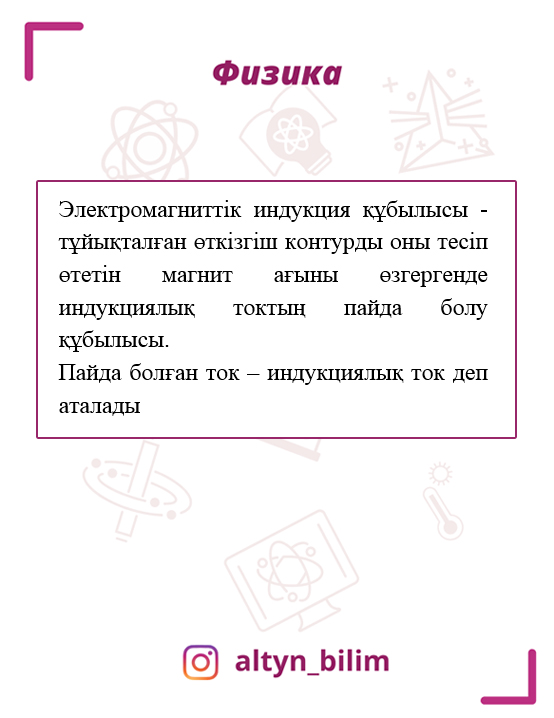 Физика
Электромагниттік индукция құбылысы -
тұйықталған өткізгіш контурды оны тесіп
өтетін магнит ағыны өзгергенде
индукциялық токтың пайда болу
құбылысы.
Пайда болған ток – индукциялық ток деп
аталады
altyn_bilim